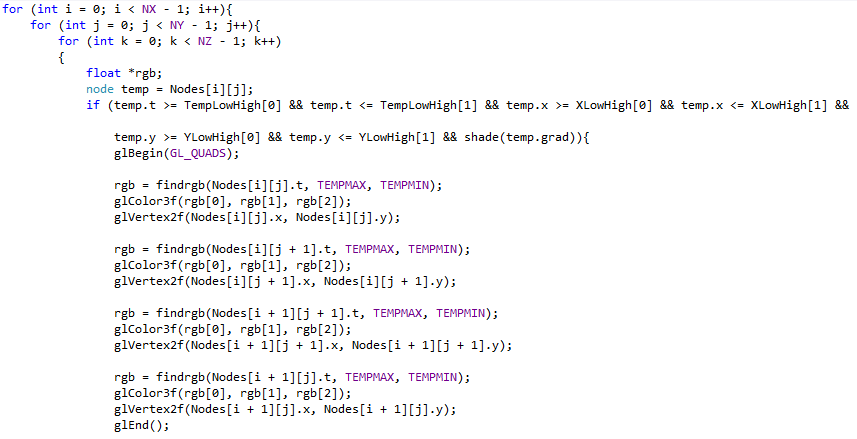 for (int i = 0; i < NX - 1; i++){
for (int j = 0; j < NY - 1; j++){
for (int k = 0; k < NZ - 1; k++)
{
float *rgb;
node temp = Nodes[i][j];
if (temp.t >= TempLowHigh[0] && temp.t <= TempLowHigh[1] && temp.x >= XLowHigh[0] && temp.x <= XLowHigh[1] &&
temp.y >= YLowHigh[0] && temp.y <= YLowHigh[1] && shade(temp.grad)){
glBegin(GL_QUADS);
rgb = findrgb(Nodes[i][j].t, TEMPMAX, TEMPMIN);
glColor3f(rgb[0], rgb[1], rgb[2]);
glVertex2f(Nodes[i][j].x, Nodes[i][j].y);
rgb = findrgb(Nodes[i][j + 1].t, TEMPMAX, TEMPMIN);
glColor3f(rgb[0], rgb[1], rgb[2]);
glVertex2f(Nodes[i][j + 1].x, Nodes[i][j + 1].y);
rgb = findrgb(Nodes[i + 1][j + 1].t, TEMPMAX, TEMPMIN);
glColor3f(rgb[0], rgb[1], rgb[2]);
glVertex2f(Nodes[i + 1][j + 1].x, Nodes[i + 1][j + 1].y);
rgb = findrgb(Nodes[i + 1][j].t, TEMPMAX, TEMPMIN);
glColor3f(rgb[0], rgb[1], rgb[2]);
glVertex2f(Nodes[i + 1][j].x, Nodes[i + 1][j].y);
glEnd();